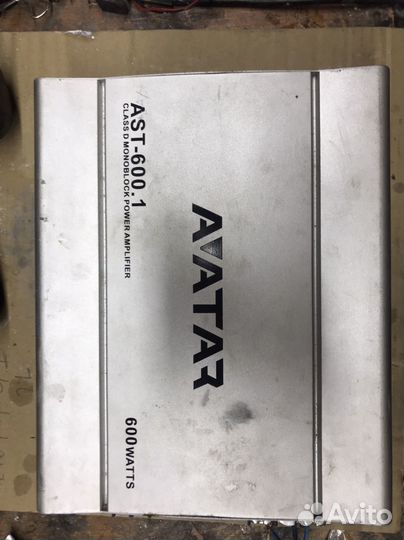 AST-600.1
CLASS D MONOBLOCK POWER AMPLIFIER
AVATAR
600WATTS
Avito